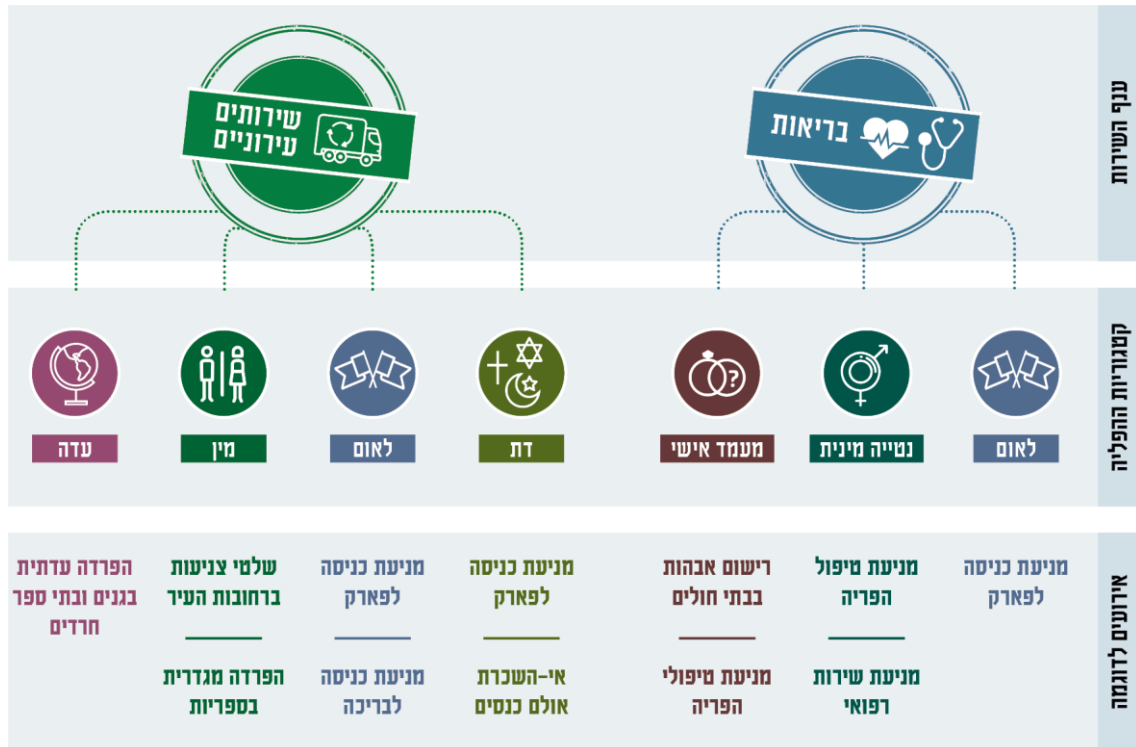 ענף השירות
בריאות
שירותים
עירוניים
קטגוריות ההפליה
לאום
נטייה מינית
מעמד אישי
?
דת
לאום
מין
עדה
אירועים לדוגמה
מניעת כניסה
לפארק
מניעת טיפול
הפריה
מניעת שירות
רפואי
רישום אבהות
בבתי חולים
מניעת טיפולי
הפריה
מניעת כניסה
לפארק
אי-השכרת
אולם כנסים
מניעת כניסה
לפארק
מניעת כניסה
לבריכה
שלטי צניעות
ברחובות העיר
הפרדה מגדרית
בספריות
הפרדה עדתית
בגנים ובתי ספר
חרדים